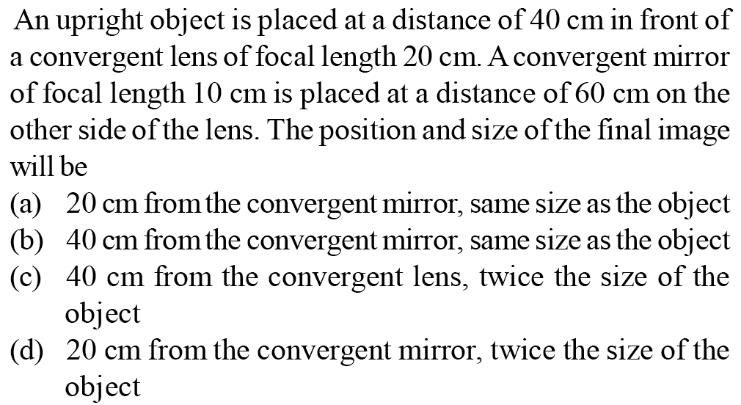 An upright object is placed at a distance of 40 cm in front of
a convergent lens of focal length 20 cm. A convergent mirror
of focal length 10 cm is placed at a distance of 60 cm on the
other side of the lens. The position and size of the final image
will be
(a) 20 cm from the convergent mirror, same size as the object
(b) 40 cm from the convergent mirror, same size as the object
(c) 40 cm from the convergent lens, twice the size of the
object
(d) 20 cm from the convergent mirror, twice the size of the
object